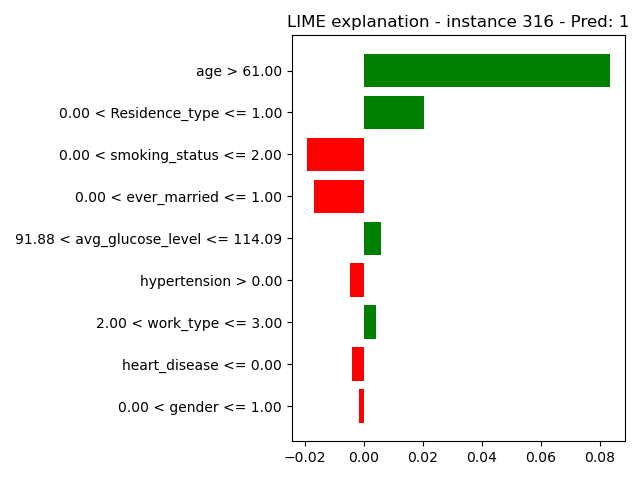 LIME explanation - instance 316 - Pred: 1
age > 61.00
0.00 < Residence_type <= 1.00
0.00 < smoking_status <= 2.00
0.00 < ever_married <= 1.00
91.88 < avg_glucose_level <= 114.09
hypertension > 0.00
2.00 < work_type <= 3.00
heart_disease <= 0.00
0.00 < gender <= 1.00
−0.02 0.00 0.02 0.04 0.06 0.08